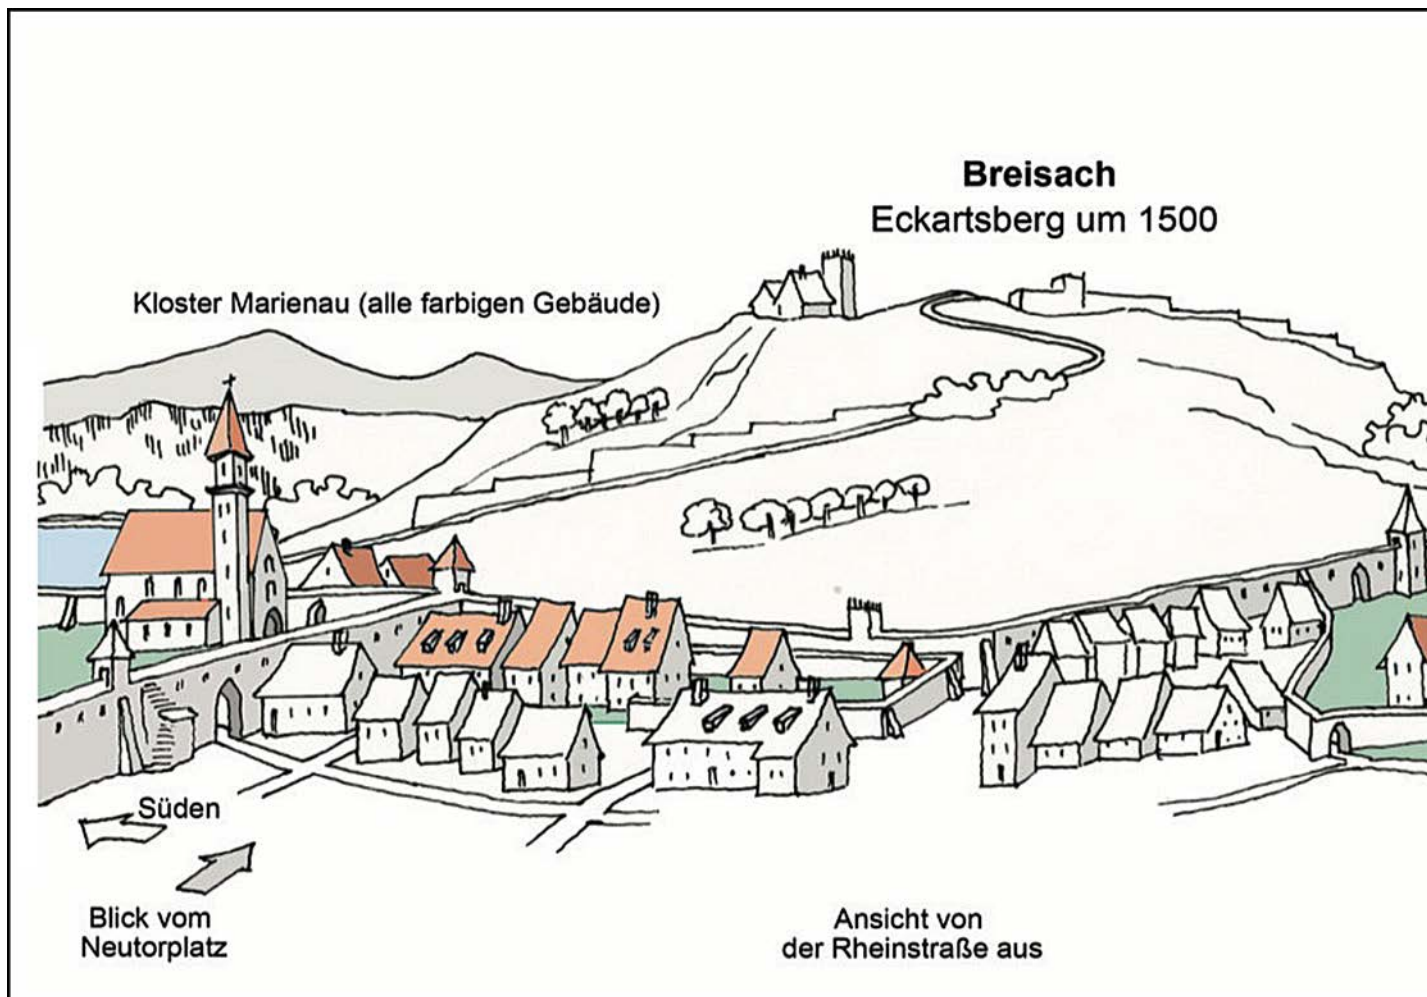 Breisach
Eckartsberg um 1500
Kloster Marienau (alle farbigen Gebäude)
Süden
Blick vom
Neutorplatz
Ansicht von
der Rheinstraße aus